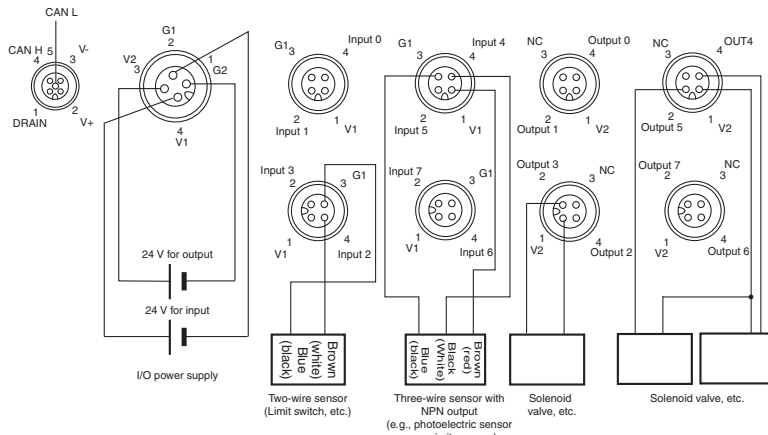 CAN L
CAN H
4
5
3
V-
1
DRAIN
2
V+
G1
2
V2
3
1
G2
4
V1
G1
3
Input 0
4
2
Input 1
1
V1
G1
3
Input 4
4
2
Input 5
1
V1
NC
3
Output 0
4
2
Output 1
1
V2
NC
3
OUT4
4
2
Output 5
1
V2
Input 3
2
G1
3
1
V1
4
Input 2
Input 7
2
G1
3
1
V1
4
Input 6
Output 3
2
NC
3
1
V2
4
Output 2
Output 7
2
NC
3
1
V2
4
Output 6
24 V for output
24 V for input
I/O power supply
Brown
(white)
Blue
(black)
Two-wire sensor
(Limit switch, etc.)
Brown
(red)
Black
(White)
Blue
(black)
Three-wire sensor with
NPN output
(e.g., photoelectric sensor
Solenoid
valve, etc.
Solenoid valve, etc.